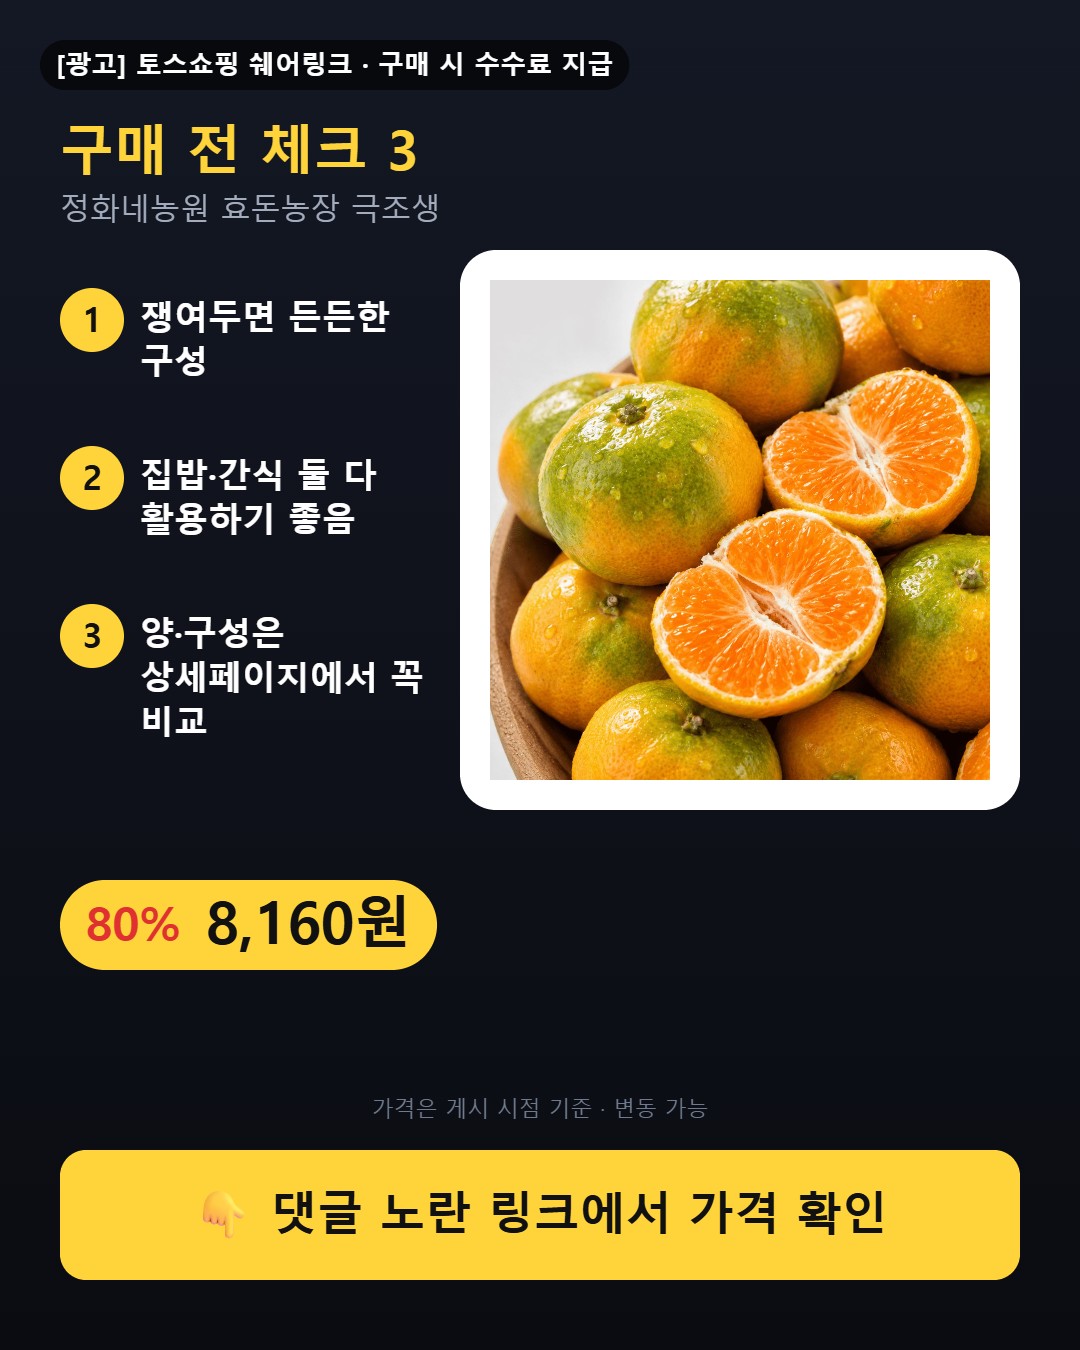 [광고] 토스쇼핑 쉐어링크 · 구매 시 수수료 지급
구매 전 체크 3
정화네농원 효돈농장 극조생
1 쟁여두면 든든한
구성
2 집밥·간식 둘 다
활용하기 좋음
3 양·구성은
상세페이지에서 꼭
비교
80% 8,160원
가격은 게시 시점 기준 · 변동 가능
👇 댓글 노란 링크에서 가격 확인